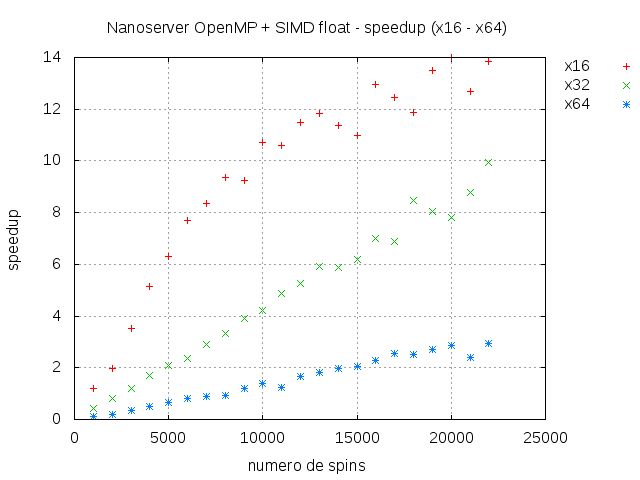 Nanoserver OpenMP + SIMD float - speedup (x16 - x64)
x16
x32
x64
14
12
10
8
6
4
2
0
speedup
0 5000 10000 15000 20000 25000
numero de spins